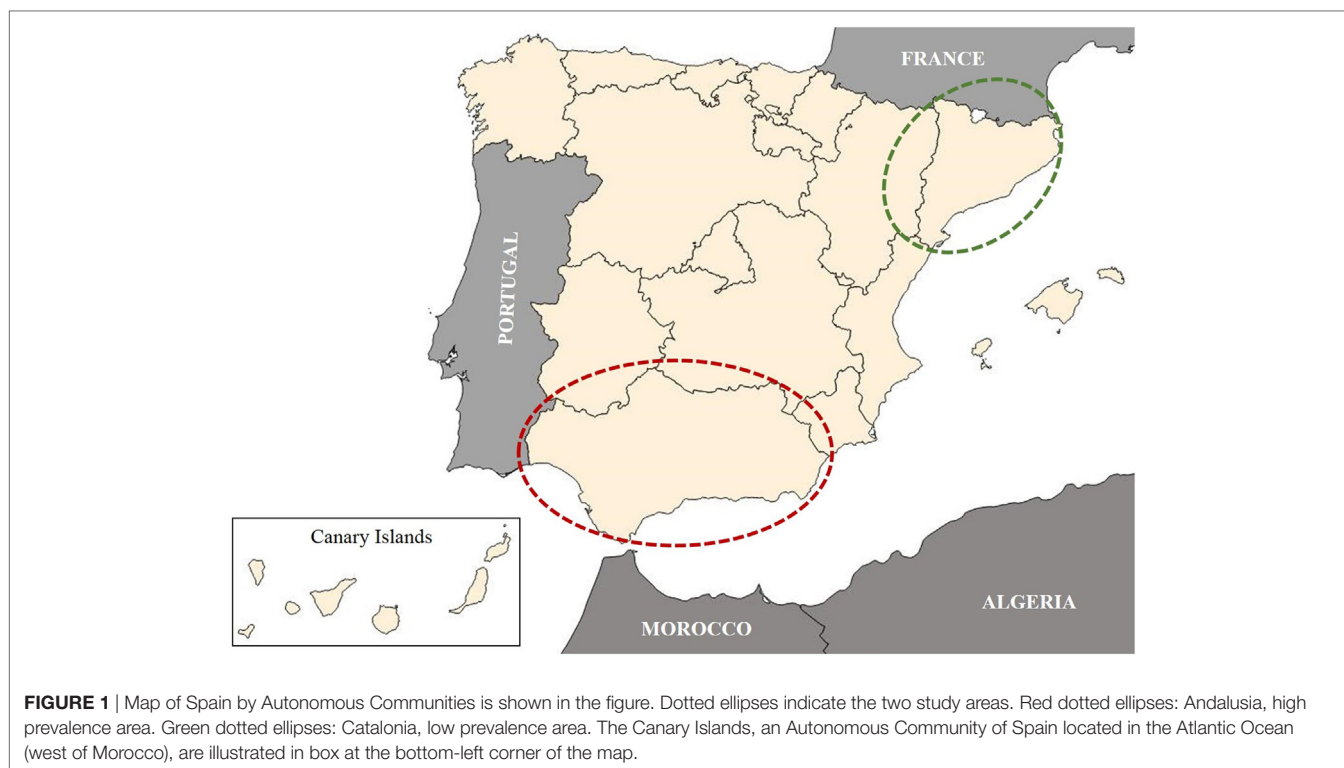 FRANCE
PORTUGAL
Canary Islands
ALGERIA
MOROCCO
FIGURE 1 | Map of Spain by Autonomous Communities is shown in the figure. Dotted ellipses indicate the two study areas. Red dotted ellipses: Andalusia, high
prevalence area. Green dotted ellipses: Catalonia, low prevalence area. The Canary Islands, an Autonomous Community of Spain located in the Atlantic Ocean
(west of Morocco), are illustrated in box at the bottom-left corner of the map.